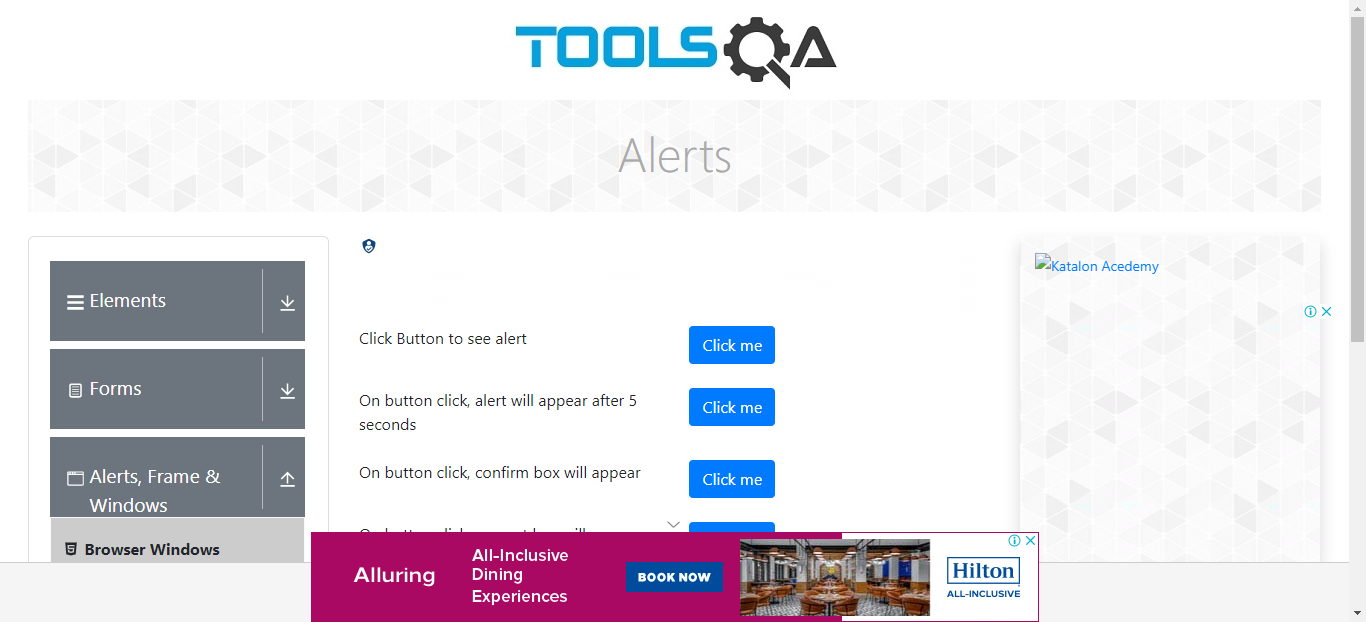 TOOLSQA
Alerts
Elements
Forms
Alerts, Frame &
Windows
Browser Windows
Click Button to see alert
Click me
On button click, alert will appear after 5
seconds
Click me
On button click, confirm box will appear
Click me
Katalon Acedemy
Alluring
All-Inclusive
Dining
Experiences
BOOK NOW
Hilton
ALL-INCLUSIVE